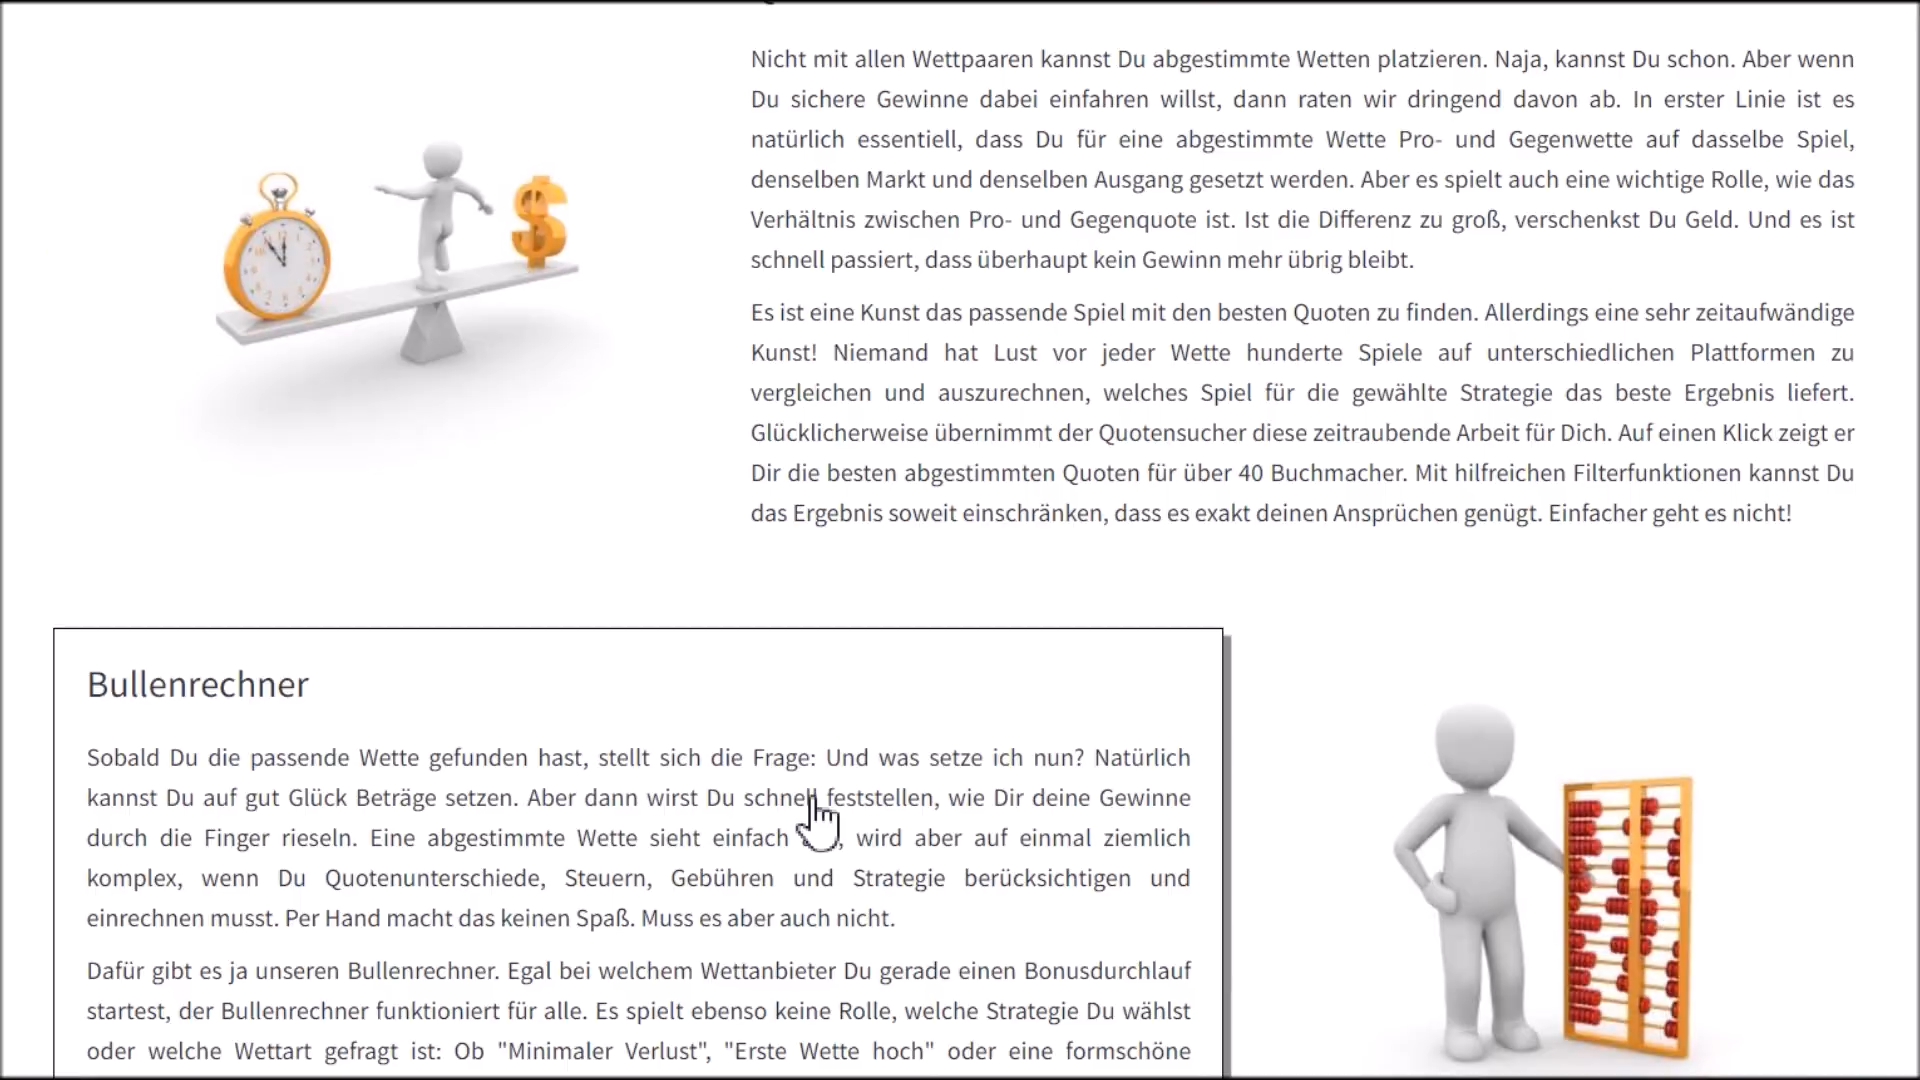 Nicht mit allen Wettpaaren kannst Du abgestimmte Wetten platzieren. Naja, kannst Du schon. Aber wenn
Du sichere Gewinne dabei einfahren willst, dann raten wir dringend davon ab. In erster Linie ist es
natürlich essentiell, dass Du für eine abgestimmte Wette Pro- und Gegenwette auf dasselbe Spiel,
denselben Markt und denselben Ausgang gesetzt werden. Aber es spielt auch eine wichtige Rolle, wie das
Verhältnis zwischen Pro- und Gegenquote ist. Ist die Differenz zu groß, verschenkst Du Geld. Und es ist
schnell passiert, dass überhaupt kein Gewinn mehr übrig bleibt.
Es ist eine Kunst das passende Spiel mit den besten Quoten zu finden. Allerdings eine sehr zeitaufwändige
Kunst! Niemand hat Lust vor jeder Wette hunderte Spiele auf unterschiedlichen Plattformen zu
vergleichen und auszurechnen, welches Spiel für die gewählte Strategie das beste Ergebnis liefert.
Glücklicherweise übernimmt der Quotensucher diese zeitraubende Arbeit für Dich. Auf einen Klick zeigt er
Dir die besten abgestimmten Quoten für über 40 Buchmacher. Mit hilfreichen Filterfunktionen kannst Du
das Ergebnis soweit einschränken, dass es exakt deinen Ansprüchen genügt. Einfacher geht es nicht!
Bullenrechner
Sobald Du die passende Wette gefunden hast, stellt sich die Frage: Und was setze ich nun? Natürlich
kannst Du auf gut Glück Beträge setzen. Aber dann wirst Du schnell feststellen, wie Dir deine Gewinne
durch die Finger rieseln. Eine abgestimmte Wette sieht einfach , wird aber auf einmal ziemlich
komplex, wenn Du Quotenunterschiede, Steuern, Gebühren und Strategie berücksichtigen und
einrechnen musst. Per Hand macht das keinen Spaß. Muss es aber auch nicht.
Dafür gibt es ja unseren Bullenrechner. Egal bei welchem Wettanbieter Du gerade einen Bonusdurchlauf
startest, der Bullenrechner funktioniert für alle. Es spielt ebenso keine Rolle, welche Strategie Du wählst
oder welche Wettart gefragt ist: Ob "Minimaler Verlust", "Erste Wette hoch" oder eine formschöne